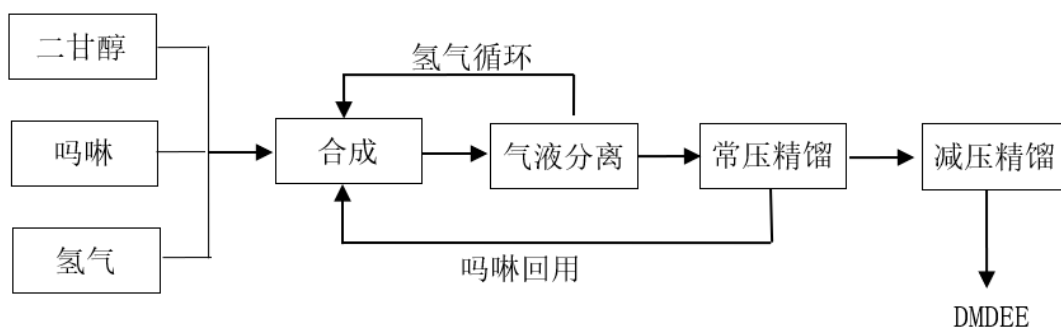 二甘醇
吗啉
氢气
氢气循环
合成
气液分离
常压精馏
减压精馏
吗啉回用
DMDEE